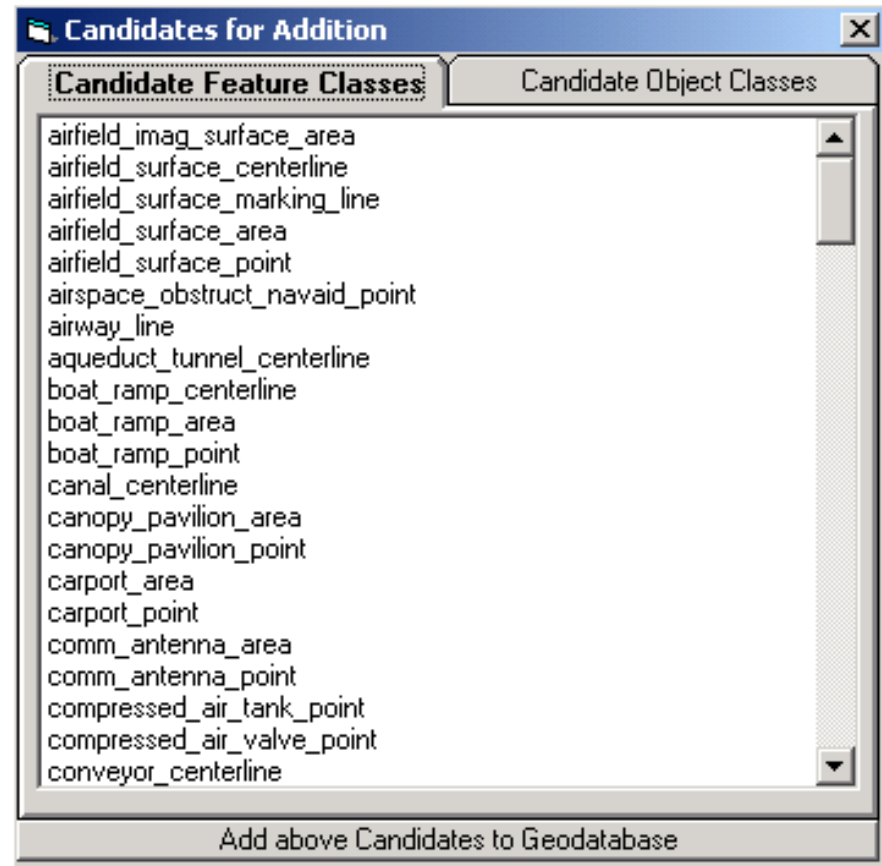 Candidates for Addition
Candidate Feature Classes
Candidate Object Classes
airfield_imag_surface_area
airfield_surface_centerline
airfield_surface_marking_line
airfield_surface_area
airfield_surface_point
airspace_obstruct_navaid_point
airway_line
aqueduct_tunnel_centerline
boat_ramp_centerline
boat_ramp_area
boat_ramp_point
canal_centerline
canopy_pavilion_area
canopy_pavilion_point
carport_area
carport_point
comm_antenna_area
comm_antenna_point
compressed_air_tank_point
compressed_air_valve_point
conveyor_centerline
Add above Candidates to Geodatabase